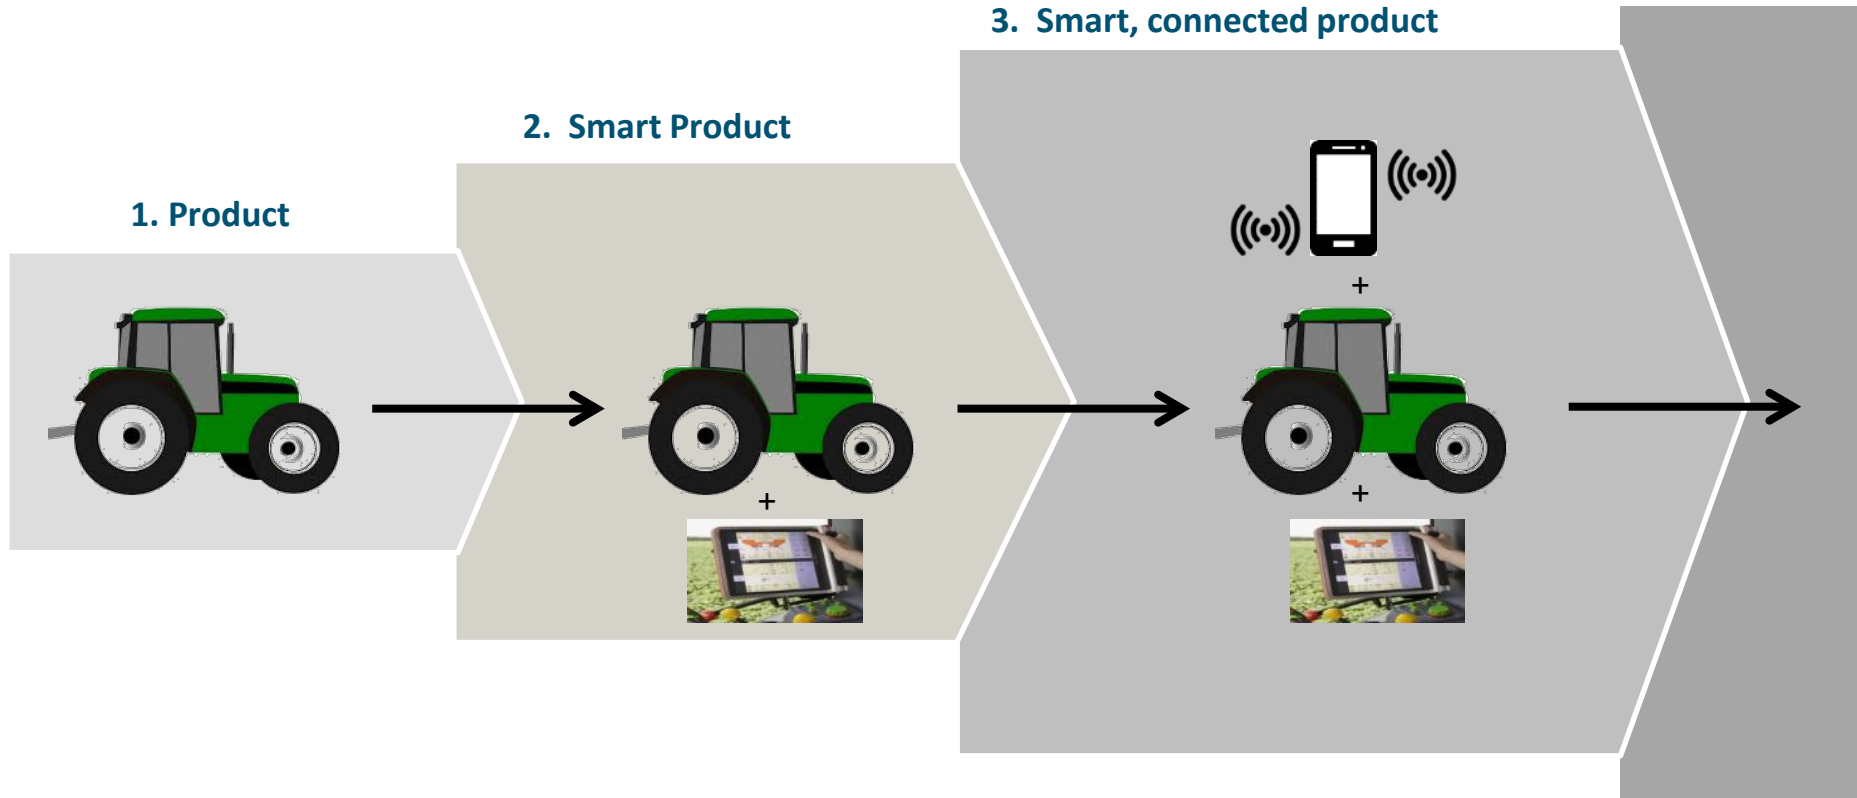 3. Smart, connected product
2. Smart Product
1. Product
+
+
+